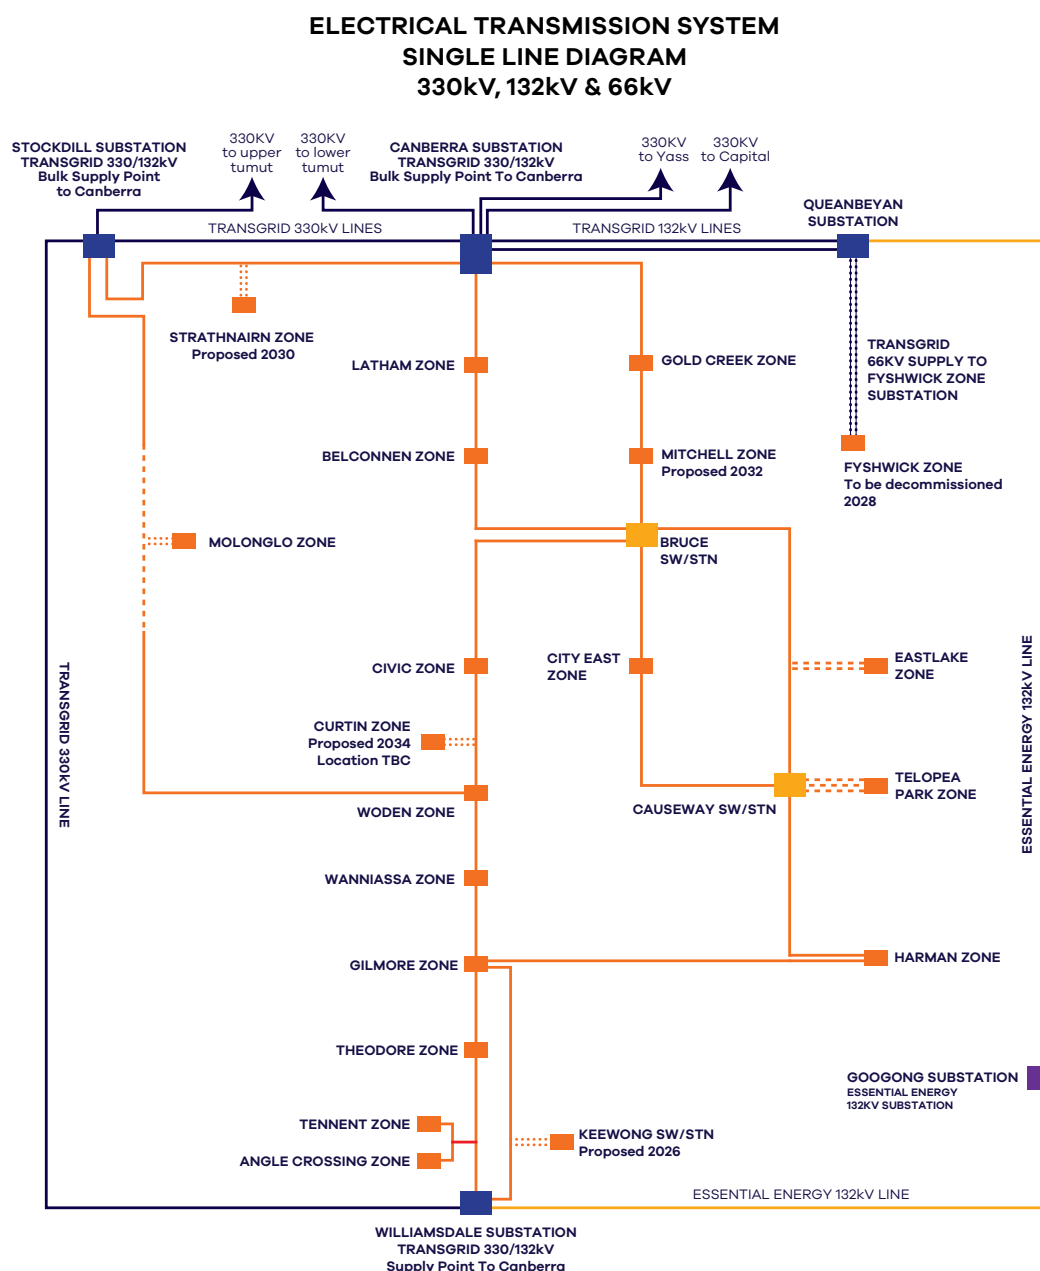 ELECTRICAL TRANSMISSION SYSTEM
SINGLE LINE DIAGRAM
330kV, 132kV & 66kV
STOCKDILL SUBSTATION
TRANSGRID 330/132kV
Bulk Supply Point
to Canberra
330KV
to upper
tumut
330KV
to lower
tumut
CANBERRA SUBSTATION
TRANSGRID 330/132kV
Bulk Supply Point To Canberra
330KV
to Yass
330KV
to Capital
QUEANBEYAN
SUBSTATION
TRANSGRID 330kV LINES
TRANSGRID 132kV LINES
STRATHNAIRN ZONE
Proposed 2030
LATHAM ZONE
GOLD CREEK ZONE
TRANSGRID
66KV SUPPLY TO
FYSHWICK ZONE
SUBSTATION
BELCONNEN ZONE
MITCHELL ZONE
Proposed 2032
FYSHWICK ZONE
To be decommissioned
2028
MOLONGLO ZONE
BRUCE
SW/STN
CIVIC ZONE
CITY EAST
ZONE
EASTLAKE
ZONE
TRANSGRID 330kV LINE
ESSENTIAL ENERGY 132kV LINE
CURTIN ZONE
Proposed 2034
Location TBC
TELOPEA
PARK ZONE
WODEN ZONE
CAUSEWAY SW/STN
WANNIASSA ZONE
GILMORE ZONE
HARMAN ZONE
THEODORE ZONE
GOOGONG SUBSTATION
ESSENTIAL ENERGY
132KV SUBSTATION
TENNENT ZONE
KEEWONG SW/STN
Proposed 2026
ANGLE CROSSING ZONE
ESSENTIAL ENERGY 132kV LINE
WILLIAMSDALE SUBSTATION
TRANSGRID 330/132kV
Supply Point To Canberra